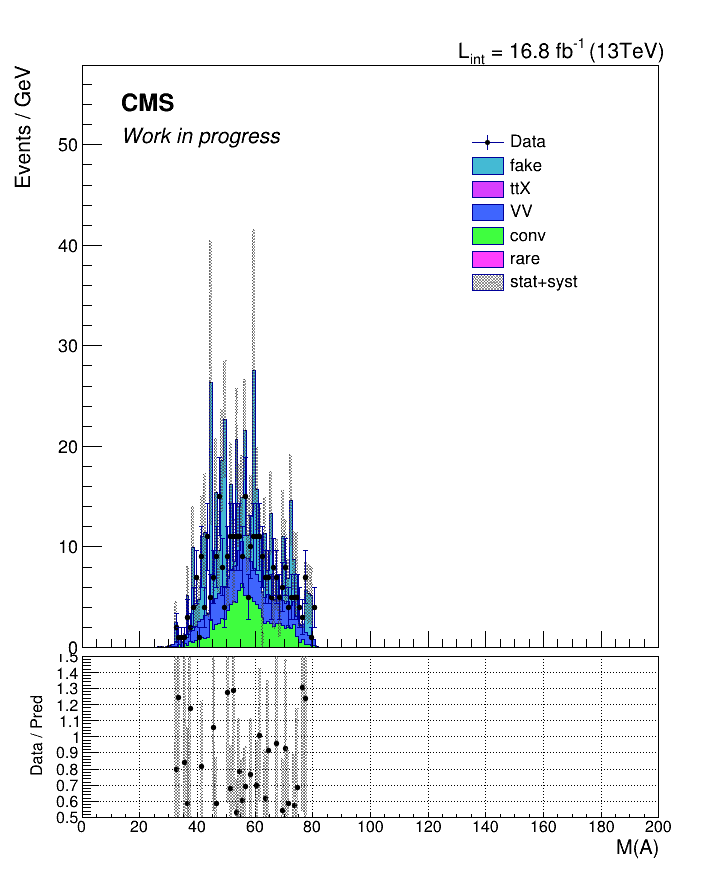 L_int = 16.8 fb^-1 (13TeV)
Events / GeV
CMS
Work in progress
Data
fake
ttX
VV
conv
rare
stat+syst
50
40
30
20
10
0
1.5
1.4
1.3
1.2
1.1
1
0.9
0.8
0.7
0.6
0.5
Data / Pred
0 20 40 60 80 100 120 140 160 180 200
M(A)